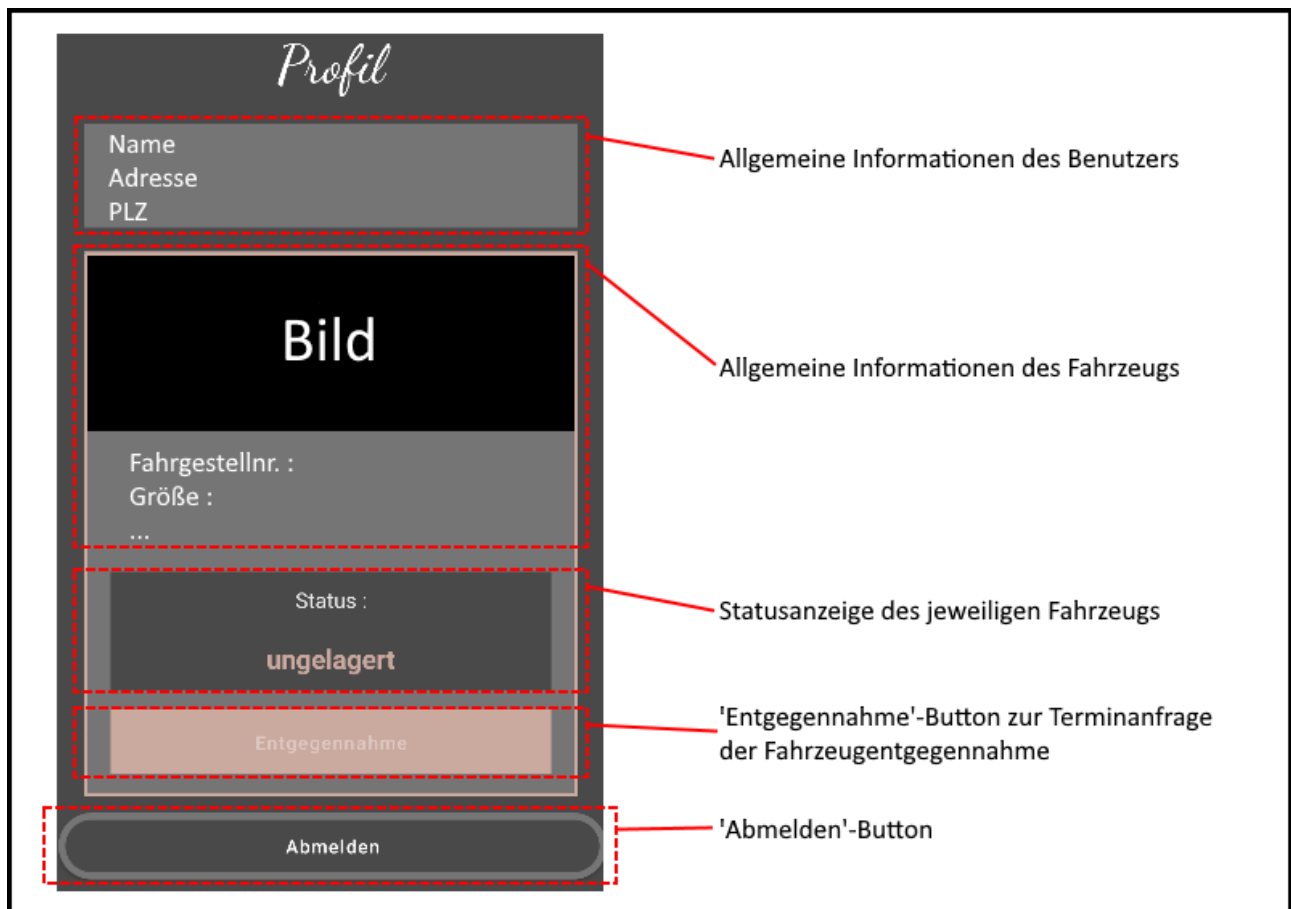 Profil
Name
Adresse
PLZ
Allgemeine Informationen des Benutzers
Bild
Allgemeine Informationen des Fahrzeugs
Fahrgestellnr. :
Größe :
...
Status :
ungelagert
Statusanzeige des jeweiligen Fahrzeugs
Entgegennahme
'Entgegennahme'-Button zur Terminanfrage
der Fahrzeugentgegennahme
Abmelden
'Abmelden'-Button